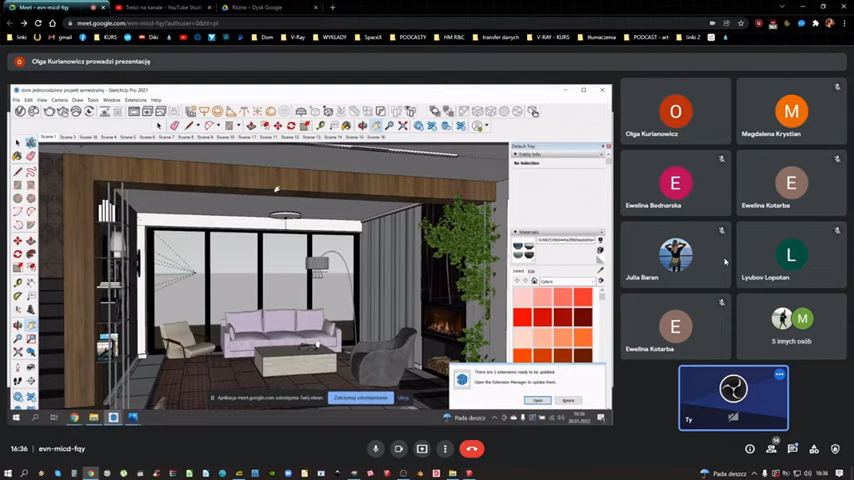 Meet – evn-micd-fqy
Treści na kanale - YouTube Studio
Różne – Dysk Google
meet.google.com/evn-micd-fqy?authuser=0&hl=pl
linki
gmail
KURS
Diki
Dom
V-RAY
WYKŁADY
SpaceX
PODCASTY
HM R&C
transfer danych
V-RAY - KURS
tłumaczenia
PODCAST - art
linki 2
O
Olga Kurianowicz prowadzi prezentację
dom jednorodzinny projekt semestralny - SketchUp Pro 2021
File
Edit
View
Camera
Draw
Tools
Window
Extensions
Help
Default Tray
Entity Info
No Selection
Materials
Select
Edit
Colors
There are 3 extensions ready to be updated.
Open the Extension Manager to update them.
Open
Ignore
Aplikacja meet.google.com udostępnia Twój ekran.
Zatrzymaj udostępnianie
Ukryj
Pada deszcz
16:36
30.01.2022
O
Olga Kurianowicz
M
Magdalena Krystian
E
Ewelina Bednarska
E
Ewelina Kotarba
Julia Baran
L
Lyubov Lopotan
E
Ewelina Kotarba
M
5 innych osób
Ty
16:36
evn-micd-fqy
14
Pada deszcz
16:36